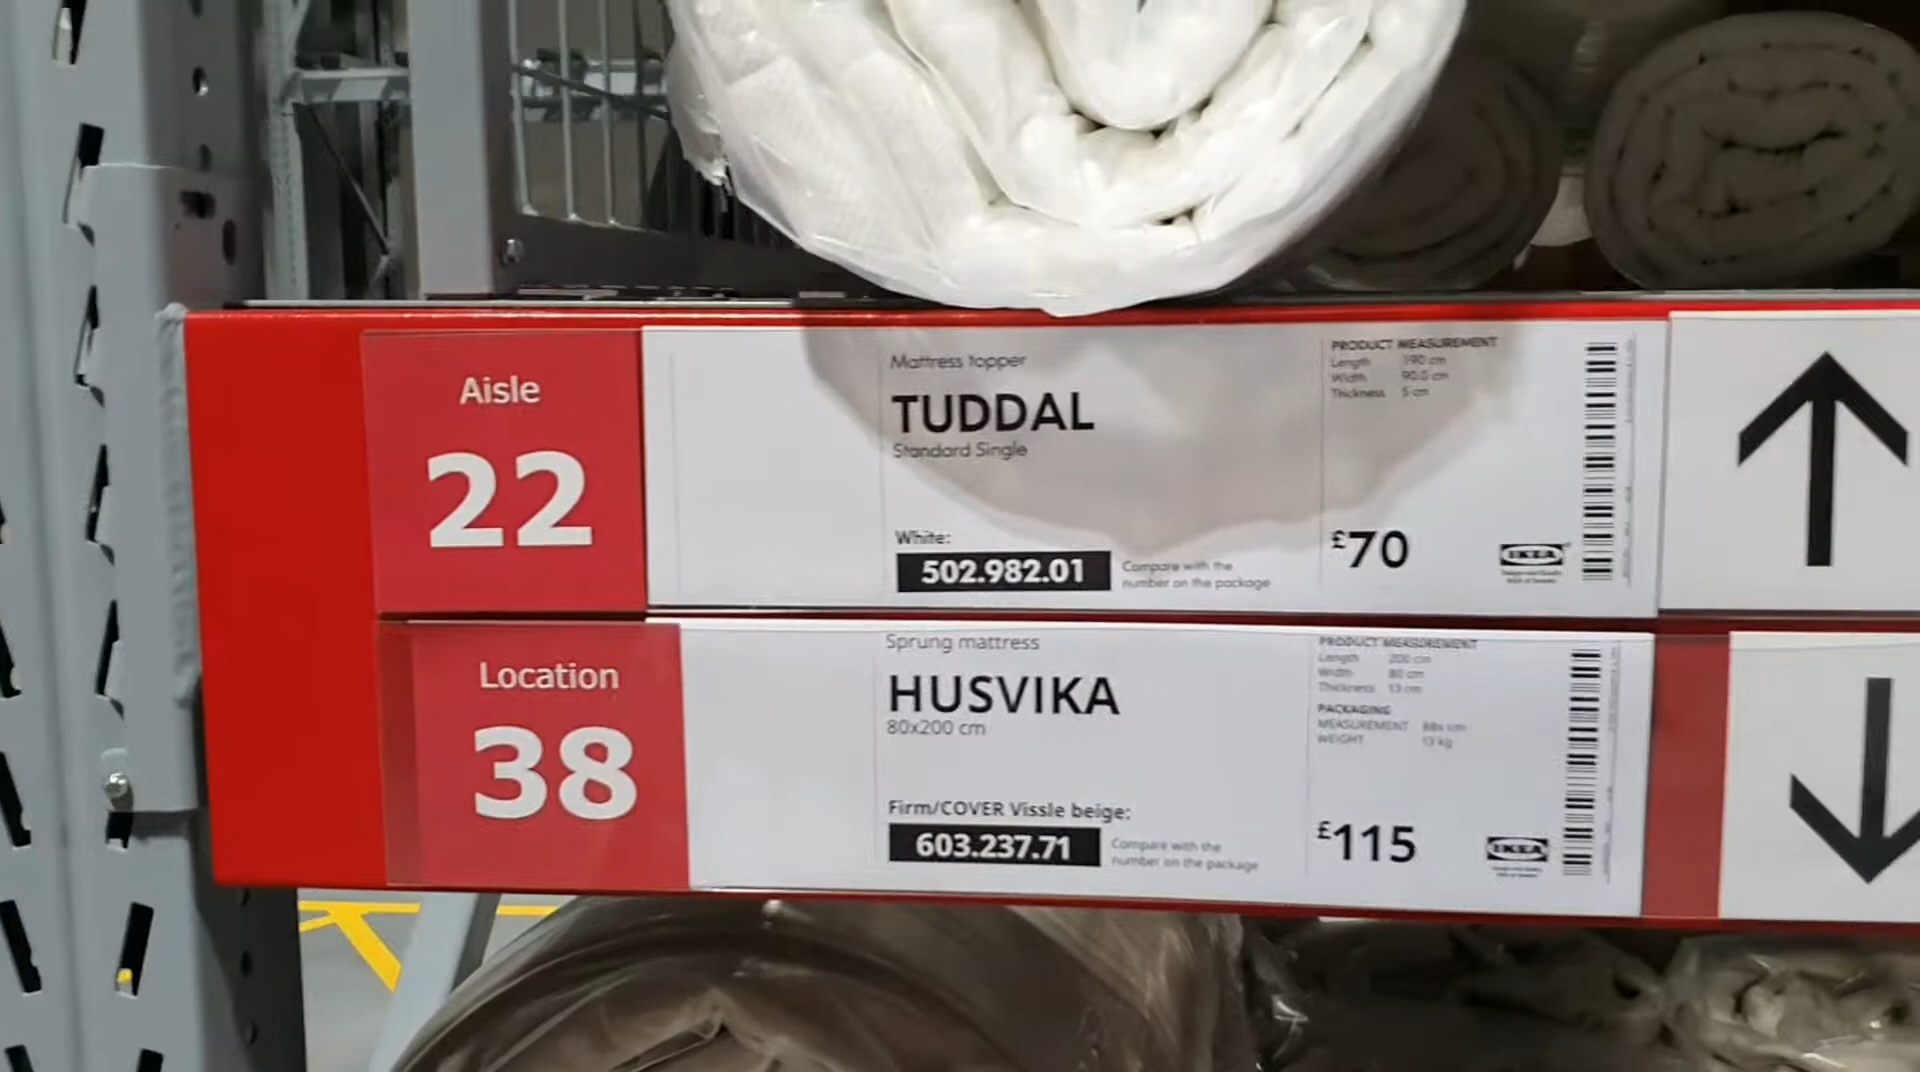 Aisle
22
Mattress topper
TUDDAL
Standard Single
White:
502.982.01
Compare with the
number on the package
PRODUCT MEASUREMENT
Length 190 cm
Width 90.0 cm
Thickness 5 cm
£70
IKEA
Location
38
Sprung mattress
HUSVIKA
80x200 cm
Firm/COVER Vissle beige:
603.237.71
Compare with the
number on the package
PRODUCT MEASUREMENT
Length 200 cm
Width 80 cm
Thickness 13 cm
PACKAGING
MEASUREMENT
WEIGHT 13 kg
£115
IKEA